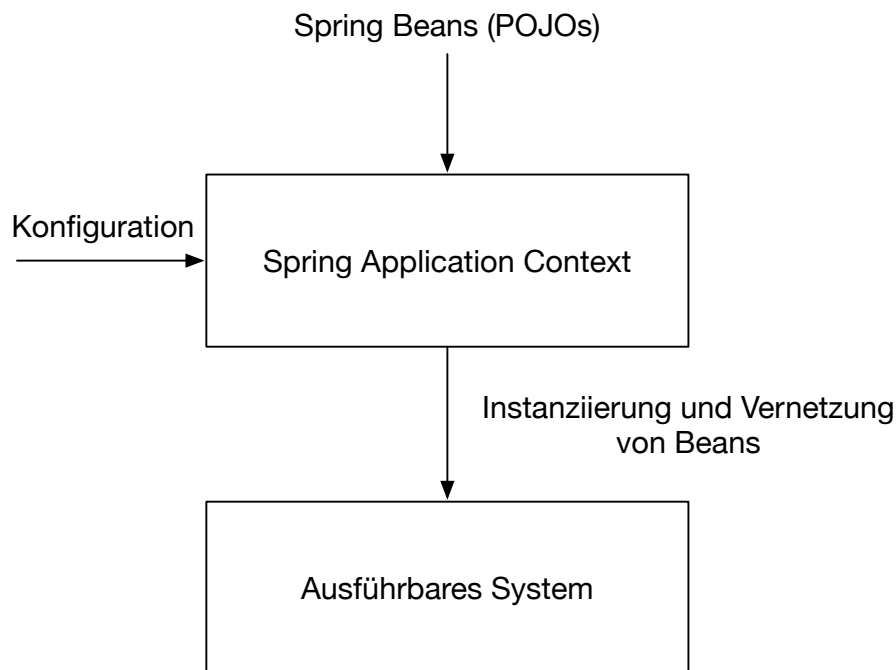 Spring Beans (POJOs)
Konfiguration
Spring Application Context
Instanziierung und Vernetzung
von Beans
Ausführbares System